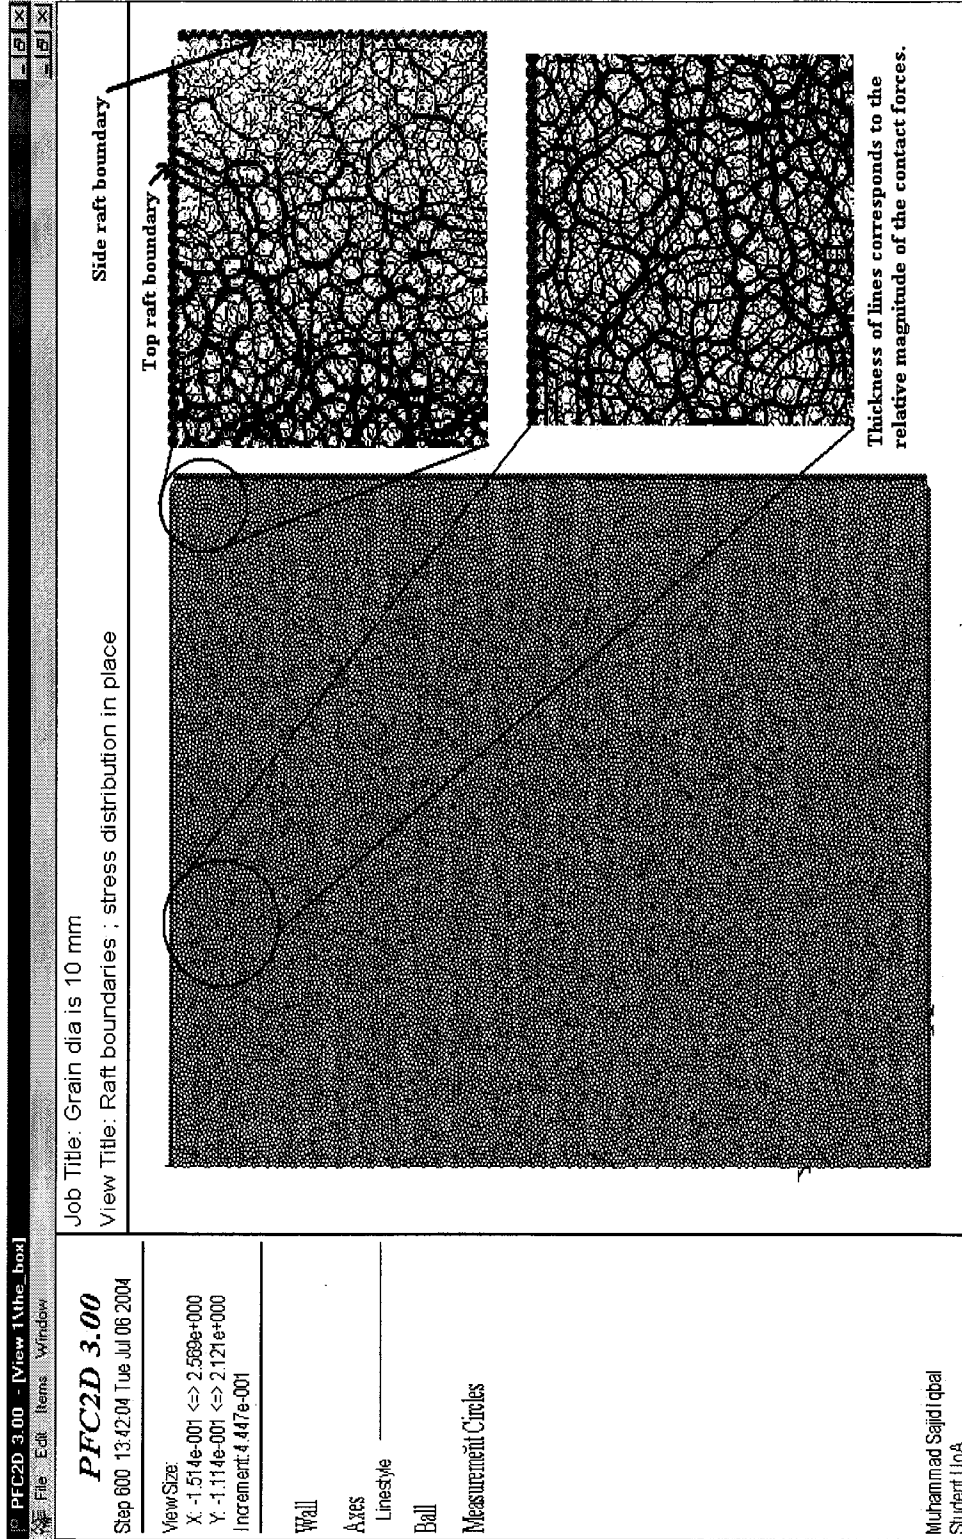 PFC2D 3.00 - [View 1\the_box]
File Edit Items Window
PFC2D 3.00
Step 600 13:42:04 Tue Jul 06 2004
View Size:
X: -1.514e-001 <=> 2.569e+000
Y: -1.114e-001 <=> 2.121e+000
Increment: 4.447e-001
Wall
Axes
Linestyle
Ball
Measurement Circles
Muhammad Sajid Iqbal
Student UoA
Job Title: Grain dia is 10 mm
View Title: Raft boundaries ; stress distribution in place
Side raft boundary
Top raft boundary
Thickness of lines corresponds to the
relative magnitude of the contact forces.